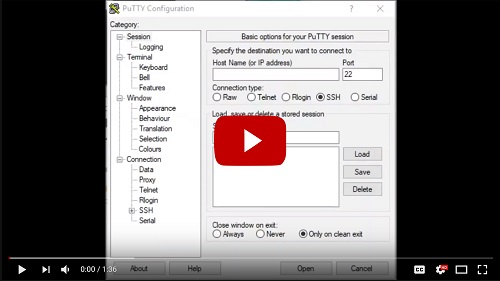 PuTTY Configuration
Category:
Session
Logging
Terminal
Keyboard
Bell
Features
Window
Appearance
Behaviour
Translation
Selection
Colours
Connection
Data
Proxy
Telnet
Rlogin
SSH
Serial
Basic options for your PuTTY session
Specify the destination you want to connect to
Host Name (or IP address) Port
22
Connection type:
Raw Telnet Rlogin SSH Serial
Load, save or delete a stored session
Load
Save
Delete
Close window on exit:
Always Never Only on clean exit
About Help Open Cancel
0:00 / 1:36
CC